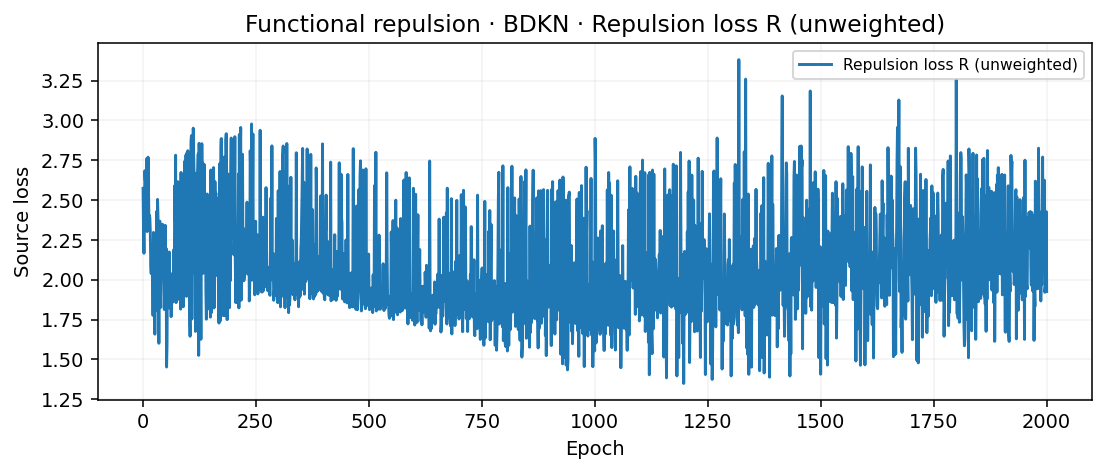 Functional repulsion · BDKN · Repulsion loss R (unweighted)
Repulsion loss R (unweighted)
Source loss
3.25
3.00
2.75
2.50
2.25
2.00
1.75
1.50
1.25
0 250 500 750 1000 1250 1500 1750 2000
Epoch